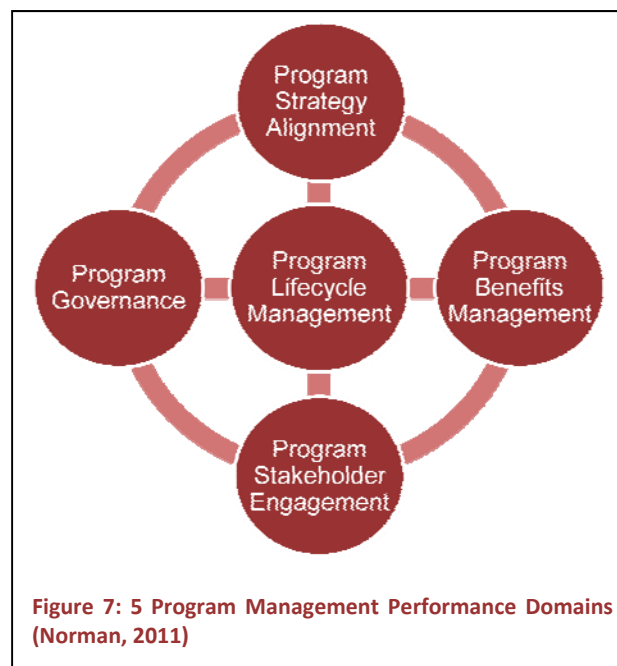 Program
Strategy
Alignment
Program
Governance
Program
Lifecycle
Management
Program
Benefits
Management
Program
Stakeholder
Engagement
Figure 7: 5 Program Management Performance Domains
(Norman, 2011)